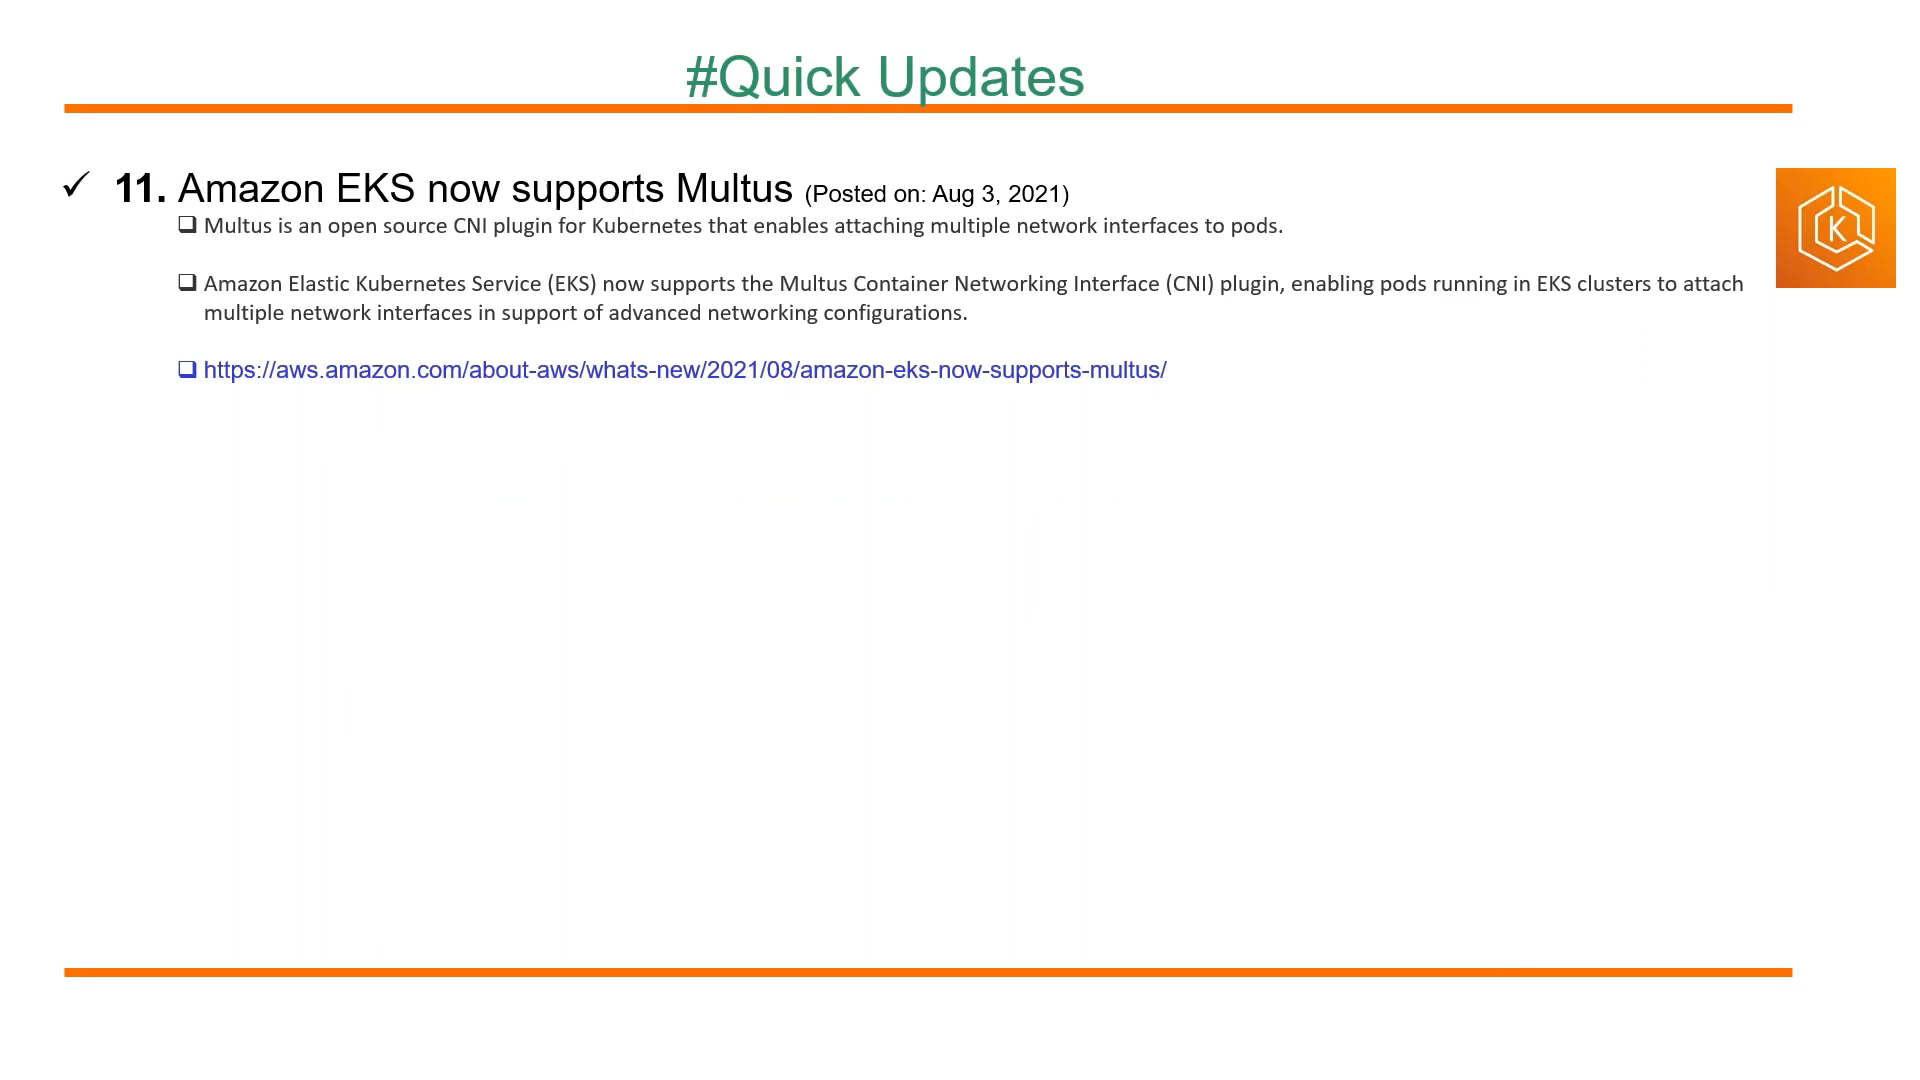 #Quick Updates
✓ 11. Amazon EKS now supports Multus (Posted on: Aug 3, 2021)
❑ Multus is an open source CNI plugin for Kubernetes that enables attaching multiple network interfaces to pods.
❑ Amazon Elastic Kubernetes Service (EKS) now supports the Multus Container Networking Interface (CNI) plugin, enabling pods running in EKS clusters to attach
multiple network interfaces in support of advanced networking configurations.
❑ https://aws.amazon.com/about-aws/whats-new/2021/08/amazon-eks-now-supports-multus/
K